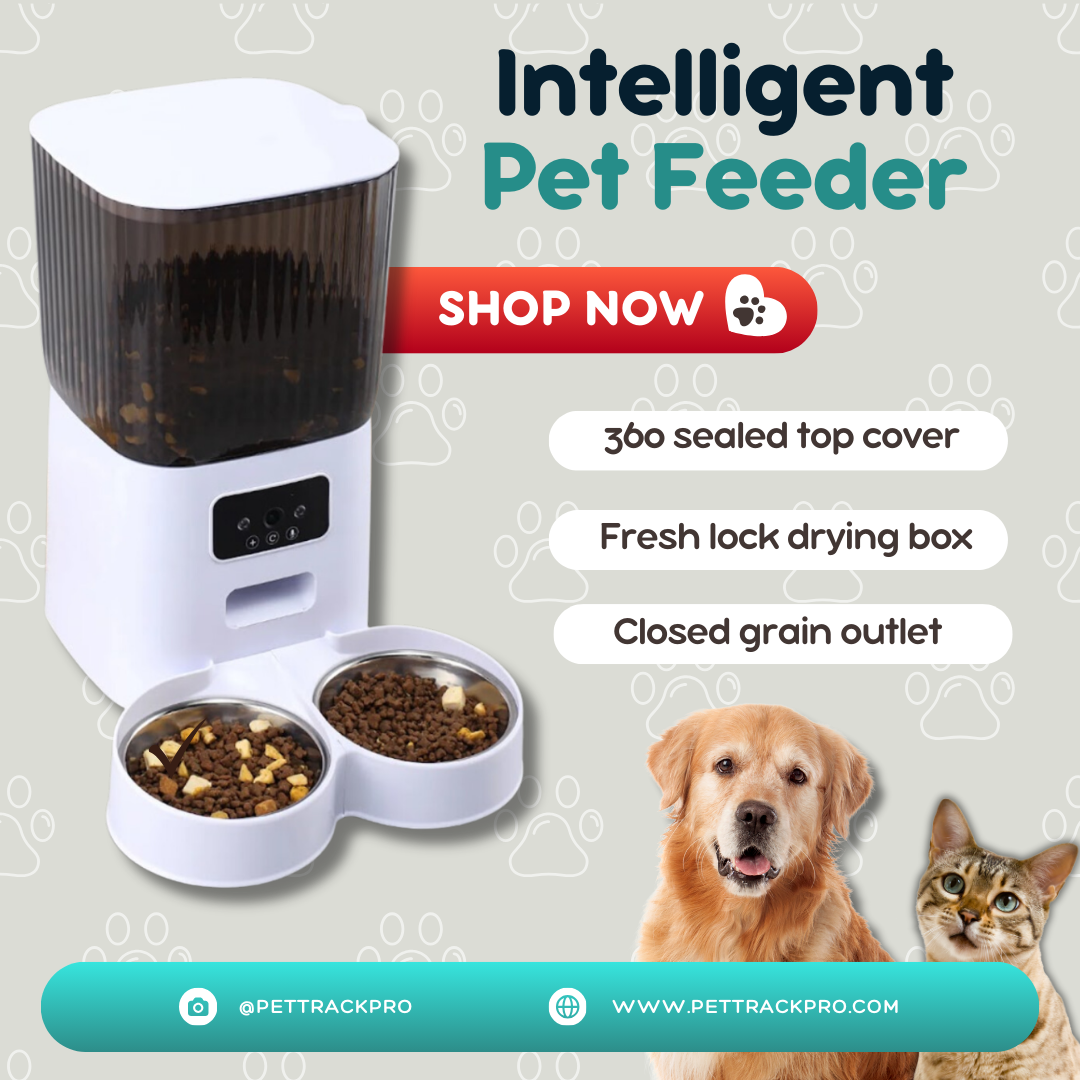 Intelligent
Pet Feeder
SHOP NOW
360 sealed top cover
Fresh lock drying box
Closed grain outlet
@PETTRACKPRO
WWW.PETTRACKPRO.COM